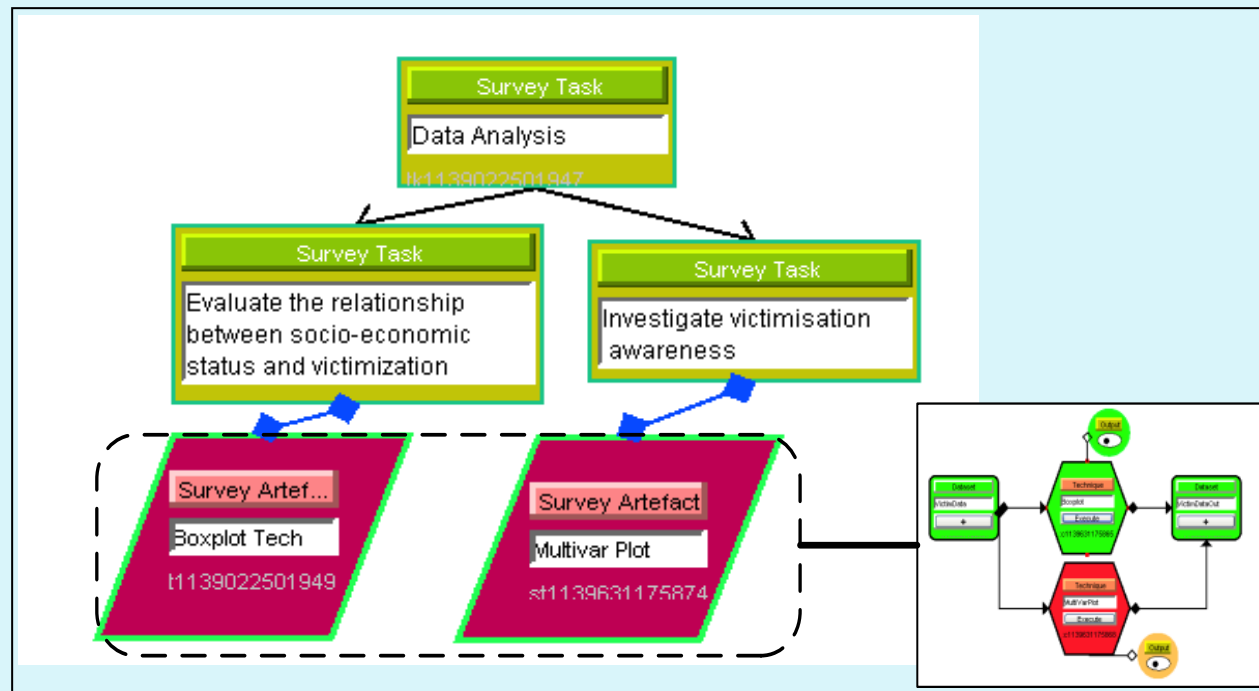 Survey Task
Data Analysis
tk1139022501947
Survey Task
Evaluate the relationship
between socio-economic
status and victimization
Survey Task
Investigate victimisation
awareness
Survey Artef...
Boxplot Tech
t1139022501949
Survey Artefact
Multivar Plot
st1139631175874
Output
Dataset
VictimData
+
Technique
Boxplot
Execute
Dataset
VictimDataOut
+
Technique
MultiVarPlot
Execute
Output